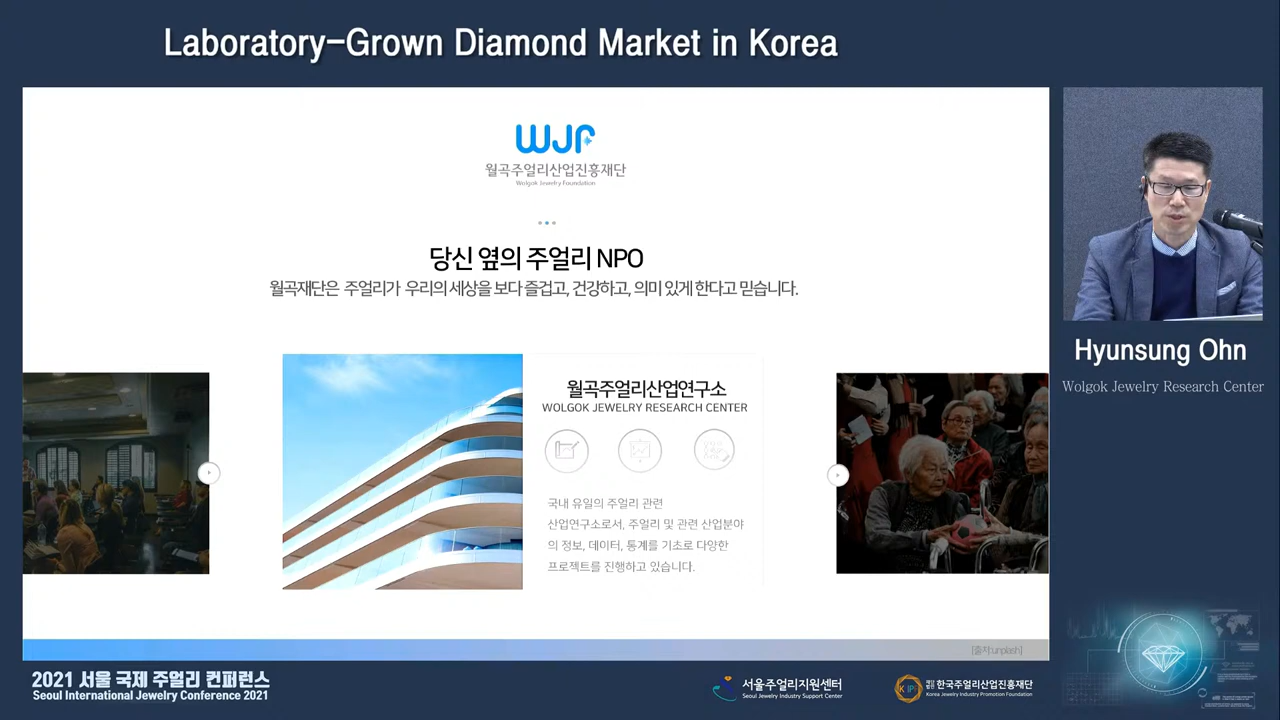 Laboratory-Grown Diamond Market in Korea
WJF
월곡주얼리산업진흥재단
Wolgok Jewelry Foundation
당신 옆의 주얼리 NPO
월곡재단은 주얼리가 우리의 세상을 보다 즐겁고, 건강하고, 의미 있게 한다고 믿습니다.
월곡주얼리산업연구소
WOLGOK JEWELRY RESEARCH CENTER
국내 유일의 주얼리 관련
산업연구소로서, 주얼리 및 관련 산업분야
의 정보, 데이터, 통계를 기초로 다양한
프로젝트를 진행하고 있습니다.
[출처:unplash]
Hyunsung Ohn
Wolgok Jewelry Research Center
2021 서울 국제 주얼리 컨퍼런스
Seoul International Jewelry Conference 2021
서울주얼리지원센터
Seoul Jewelry Industry Support Center
재단법인 한국주얼리산업진흥재단
Korea Jewelry Industry Promotion Foundation